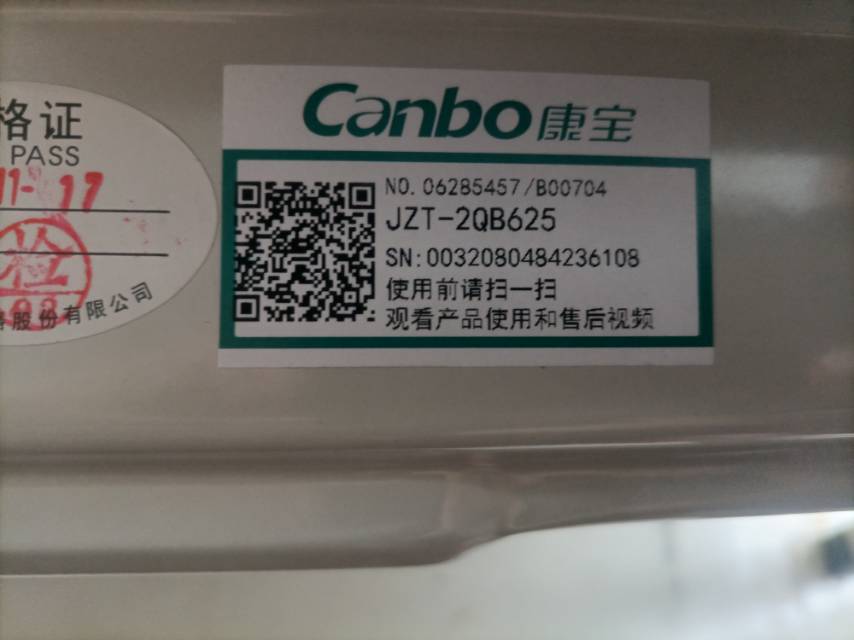 格证
PASS
11-17
检
股份有限公司
Canbo康宝
NO. 06285457/B00704
JZT-2QB625
SN:0032080484236108
使用前请扫一扫
观看产品使用和售后视频